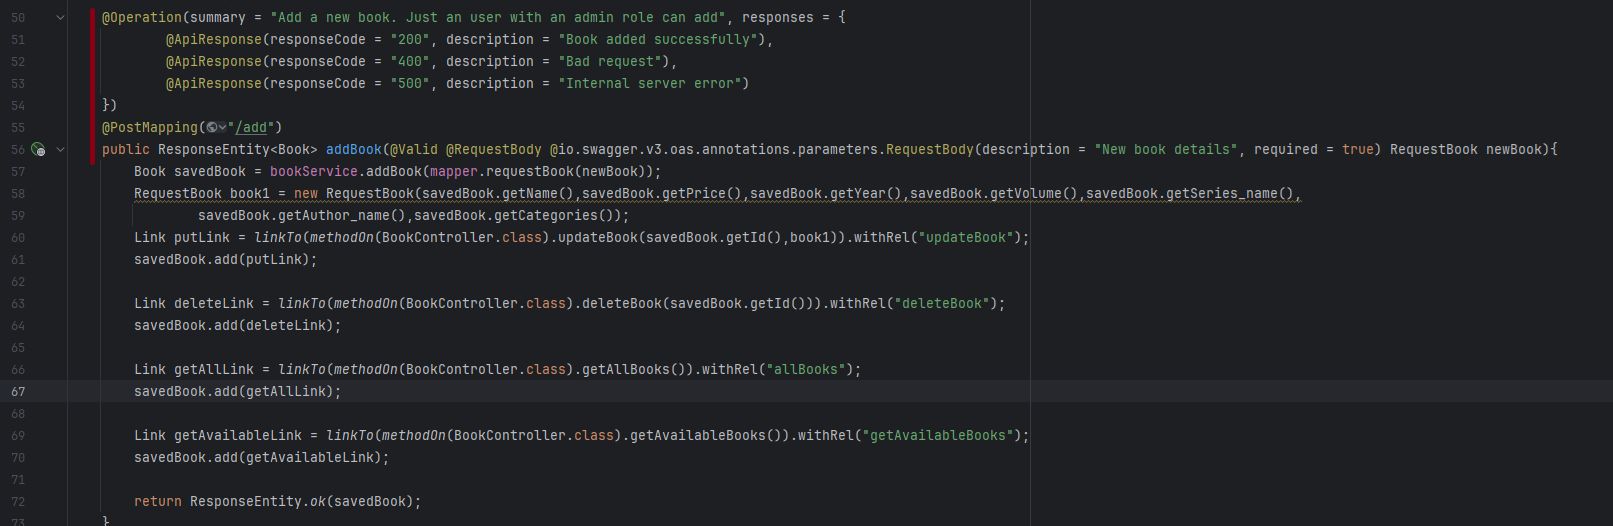 50 @Operation(summary = "Add a new book. Just an user with an admin role can add", responses = {
51 @ApiResponse(responseCode = "200", description = "Book added successfully"),
52 @ApiResponse(responseCode = "400", description = "Bad request"),
53 @ApiResponse(responseCode = "500", description = "Internal server error")
54 })
55 @PostMapping("/add")
56 public ResponseEntity<Book> addBook(@Valid @RequestBody @io.swagger.v3.oas.annotations.parameters.RequestBody(description = "New book details", required = true) RequestBook newBook){
57 Book savedBook = bookService.addBook(mapper.requestBook(newBook));
58 RequestBook book1 = new RequestBook(savedBook.getName(),savedBook.getPrice(),savedBook.getYear(),savedBook.getVolume(),savedBook.getSeries_name(),
59 savedBook.getAuthor_name(),savedBook.getCategories());
60 Link putLink = linkTo(methodOn(BookController.class).updateBook(savedBook.getId(),book1)).withRel("updateBook");
61 savedBook.add(putLink);
62
63 Link deleteLink = linkTo(methodOn(BookController.class).deleteBook(savedBook.getId())).withRel("deleteBook");
64 savedBook.add(deleteLink);
65
66 Link getAllLink = linkTo(methodOn(BookController.class).getAllBooks()).withRel("allBooks");
67 savedBook.add(getAllLink);
68
69 Link getAvailableLink = linkTo(methodOn(BookController.class).getAvailableBooks()).withRel("getAvailableBooks");
70 savedBook.add(getAvailableLink);
71
72 return ResponseEntity.ok(savedBook);
73 }